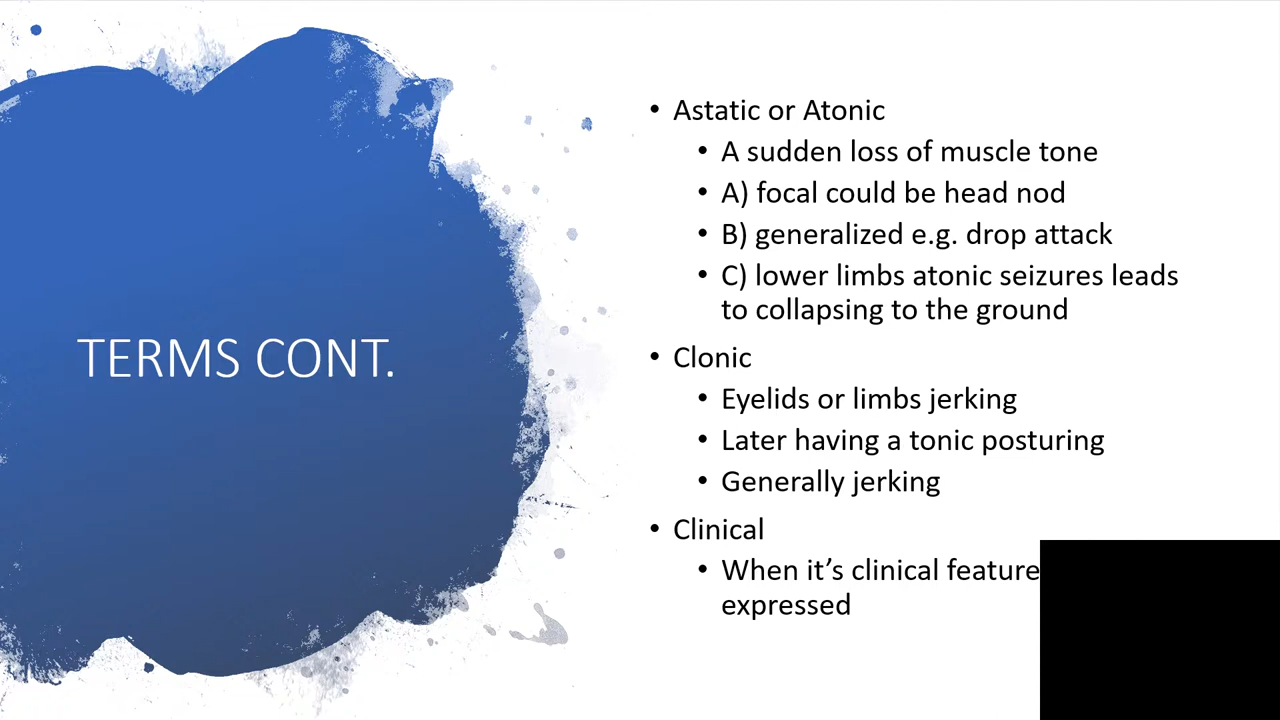 TERMS CONT.
• Astatic or Atonic
• A sudden loss of muscle tone
• A) focal could be head nod
• B) generalized e.g. drop attack
• C) lower limbs atonic seizures leads
to collapsing to the ground
• Clonic
• Eyelids or limbs jerking
• Later having a tonic posturing
• Generally jerking
• Clinical
• When it’s clinical feature
expressed